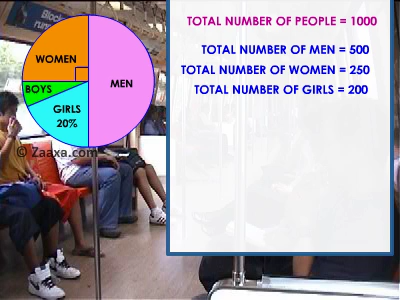 TOTAL NUMBER OF PEOPLE = 1000
TOTAL NUMBER OF MEN = 500
TOTAL NUMBER OF WOMEN = 250
TOTAL NUMBER OF GIRLS = 200
WOMEN
MEN
BOYS
GIRLS
20%
© Zaaxa.com